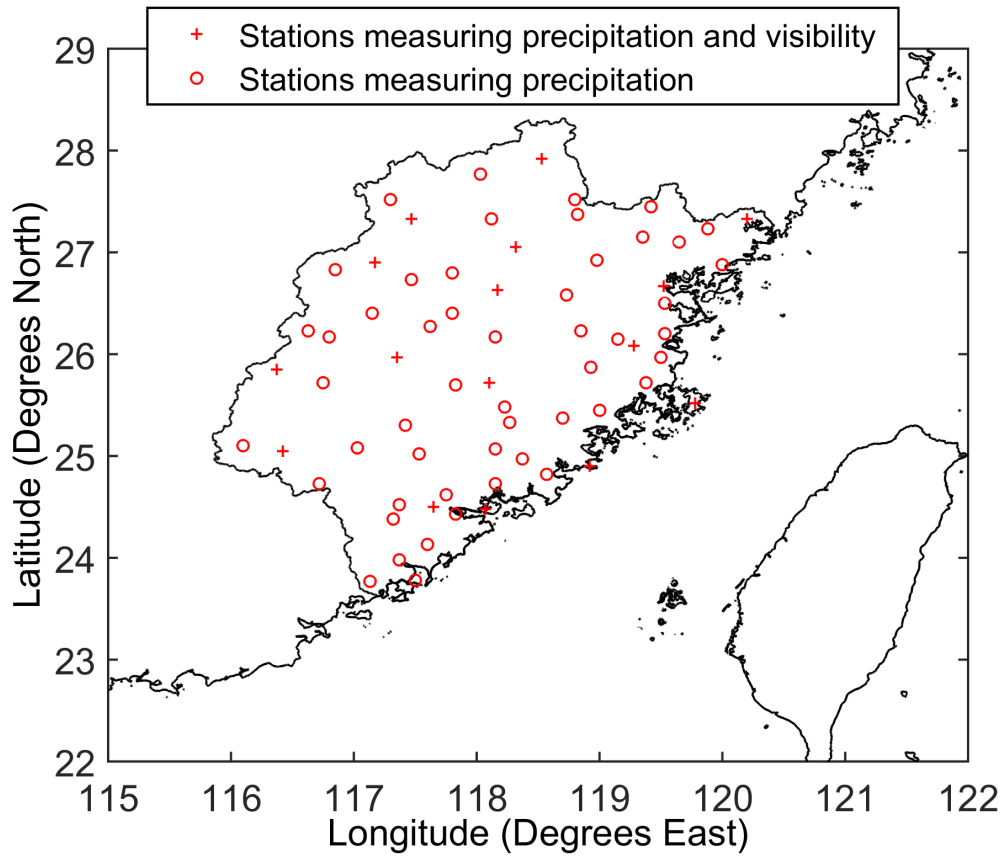 Stations measuring precipitation and visibility
Stations measuring precipitation
29
28
27
26
25
24
23
22
115 116 117 118 119 120 121 122
Longitude (Degrees East)
Latitude (Degrees North)